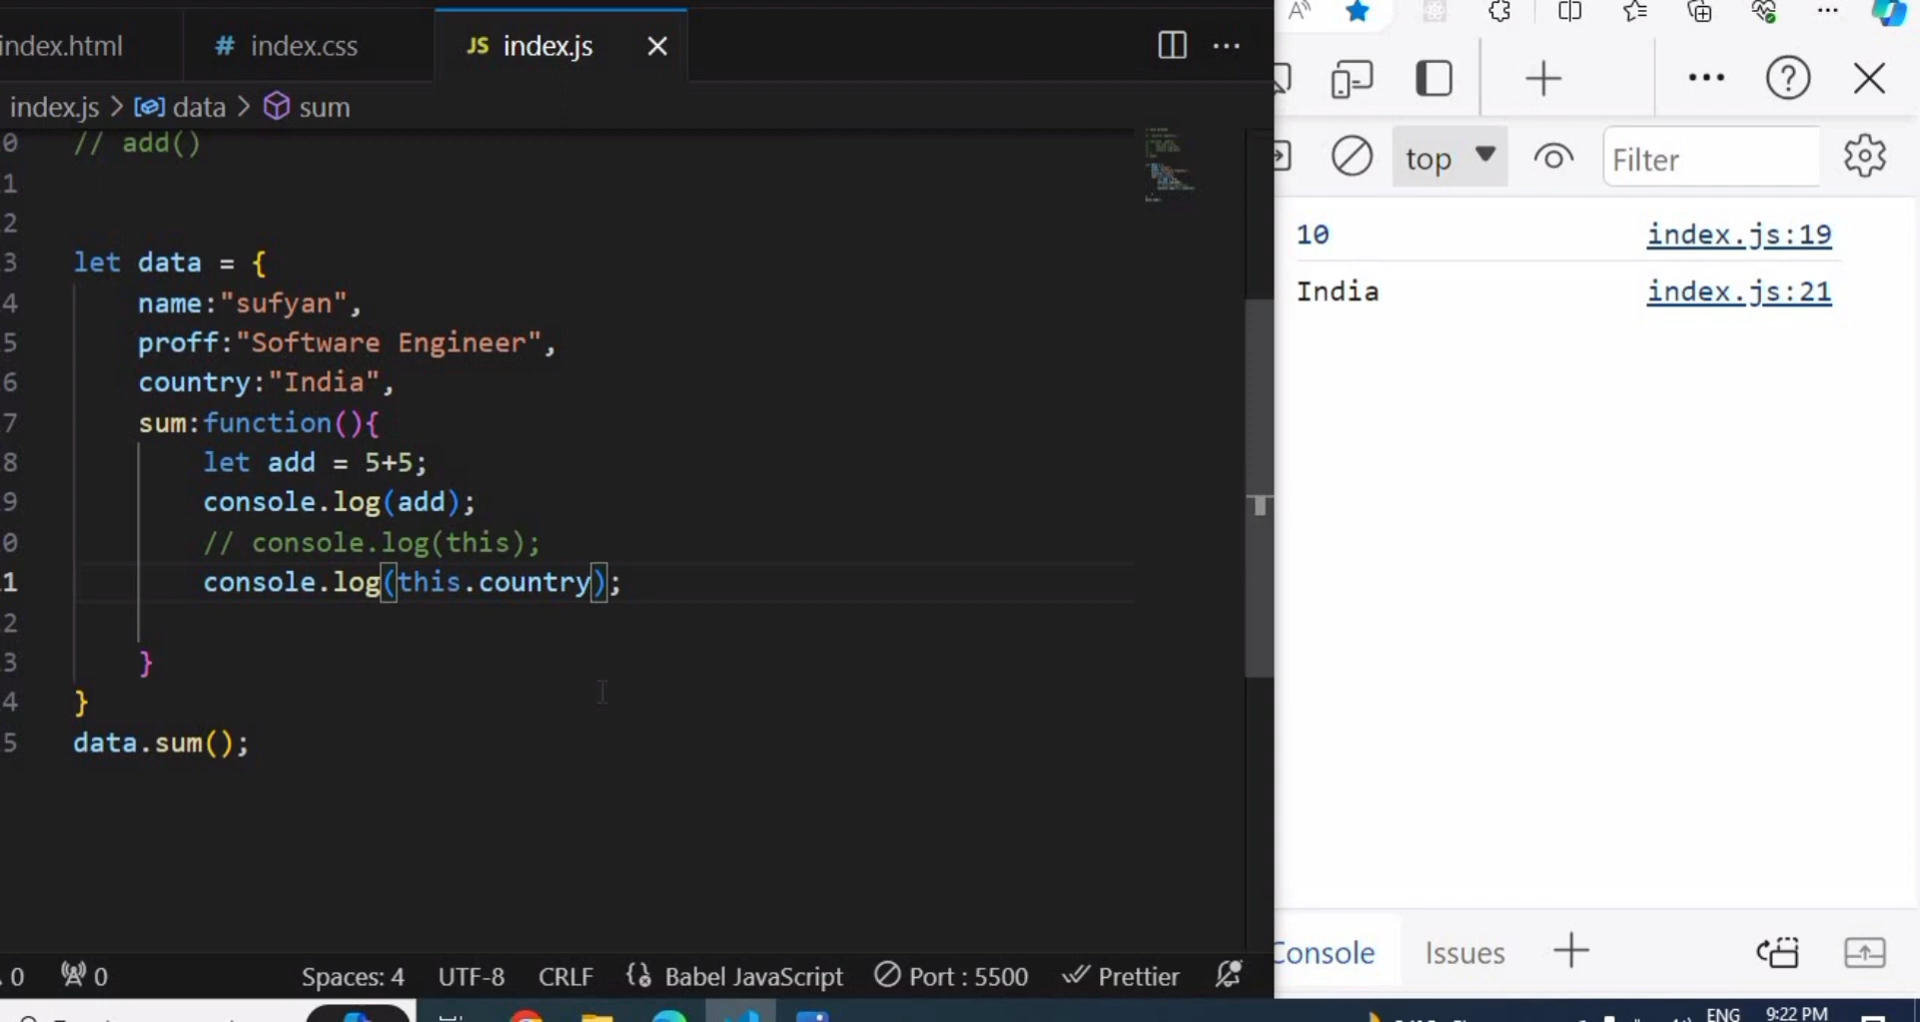 index.html
# index.css
JS index.js
index.js > data > sum
0 // add()
1
2
3 let data = {
4 name:"sufyan",
5 proff:"Software Engineer",
6 country:"India",
7 sum:function(){
8 let add = 5+5;
9 console.log(add);
0 // console.log(this);
1 console.log(this.country);
2
3 }
4 }
5 data.sum();
0 0 Spaces: 4 UTF-8 CRLF Babel JavaScript Port : 5500 Prettier
top Filter
10 index.js:19
India index.js:21
Console Issues
ENG 9:22 PM